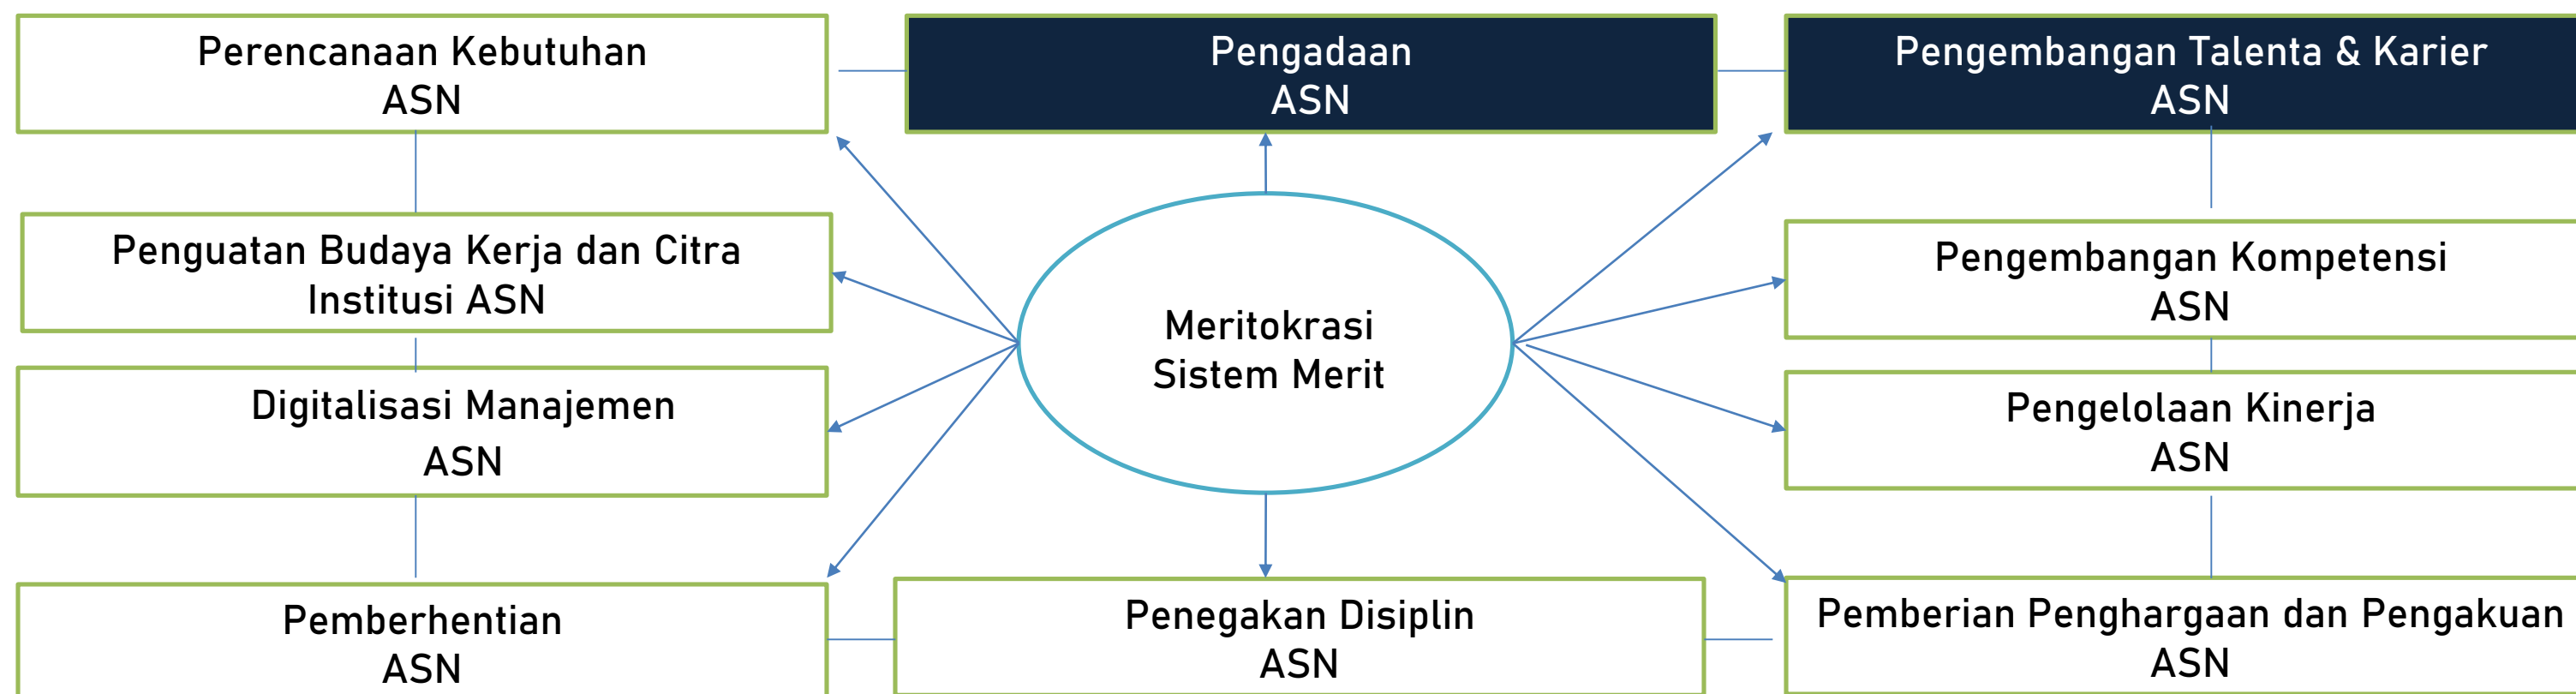 Perencanaan Kebutuhan
ASN
Pengadaan
ASN
Pengembangan Talenta & Karier
ASN
Penguatan Budaya Kerja dan Citra
Institusi ASN
Meritokrasi
Sistem Merit
Pengembangan Kompetensi
ASN
Digitalisasi Manajemen
ASN
Pengelolaan Kinerja
ASN
Pemberhentian
ASN
Penegakan Disiplin
ASN
Pemberian Penghargaan dan Pengakuan
ASN